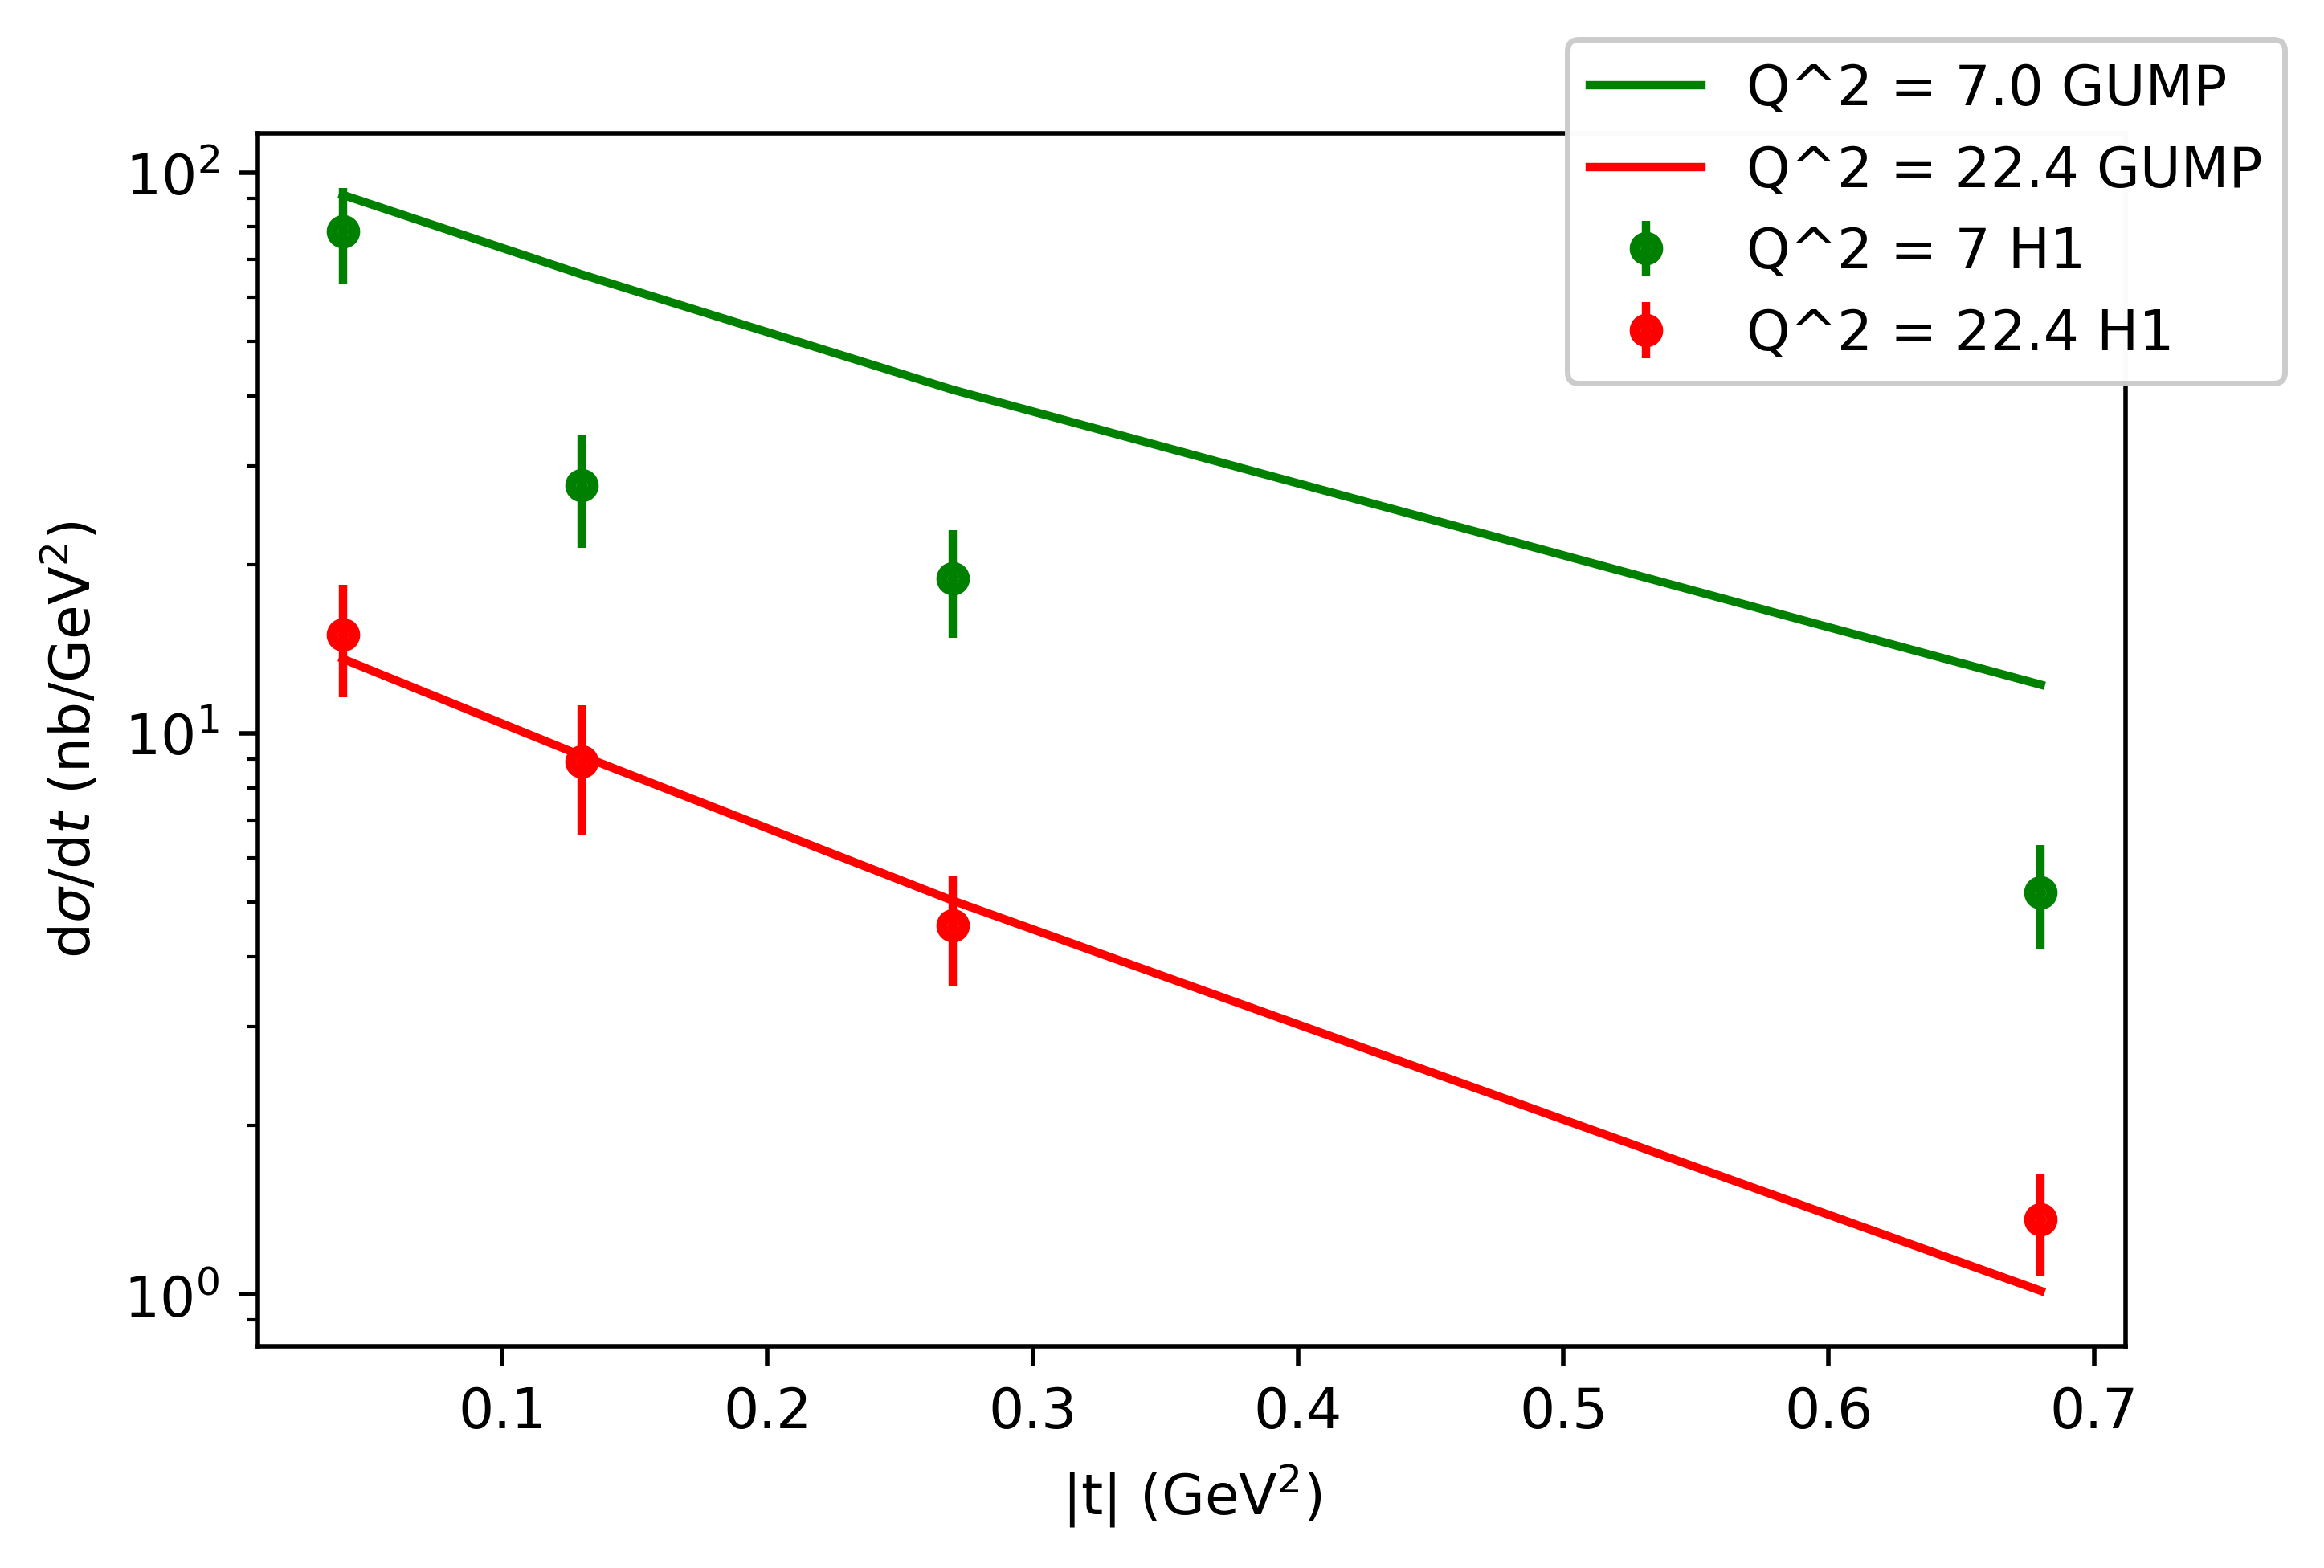 Q^2 = 7.0 GUMP
Q^2 = 22.4 GUMP
Q^2 = 7 H1
Q^2 = 22.4 H1
dσ/dt (nb/GeV²)
10²
10¹
10⁰
0.1 0.2 0.3 0.4 0.5 0.6 0.7
|t| (GeV²)